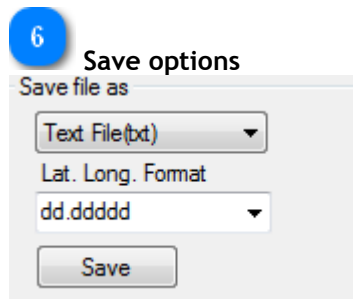 6
Save options
Save file as
Text File(txt)
Lat. Long. Format
dd.ddddd
Save